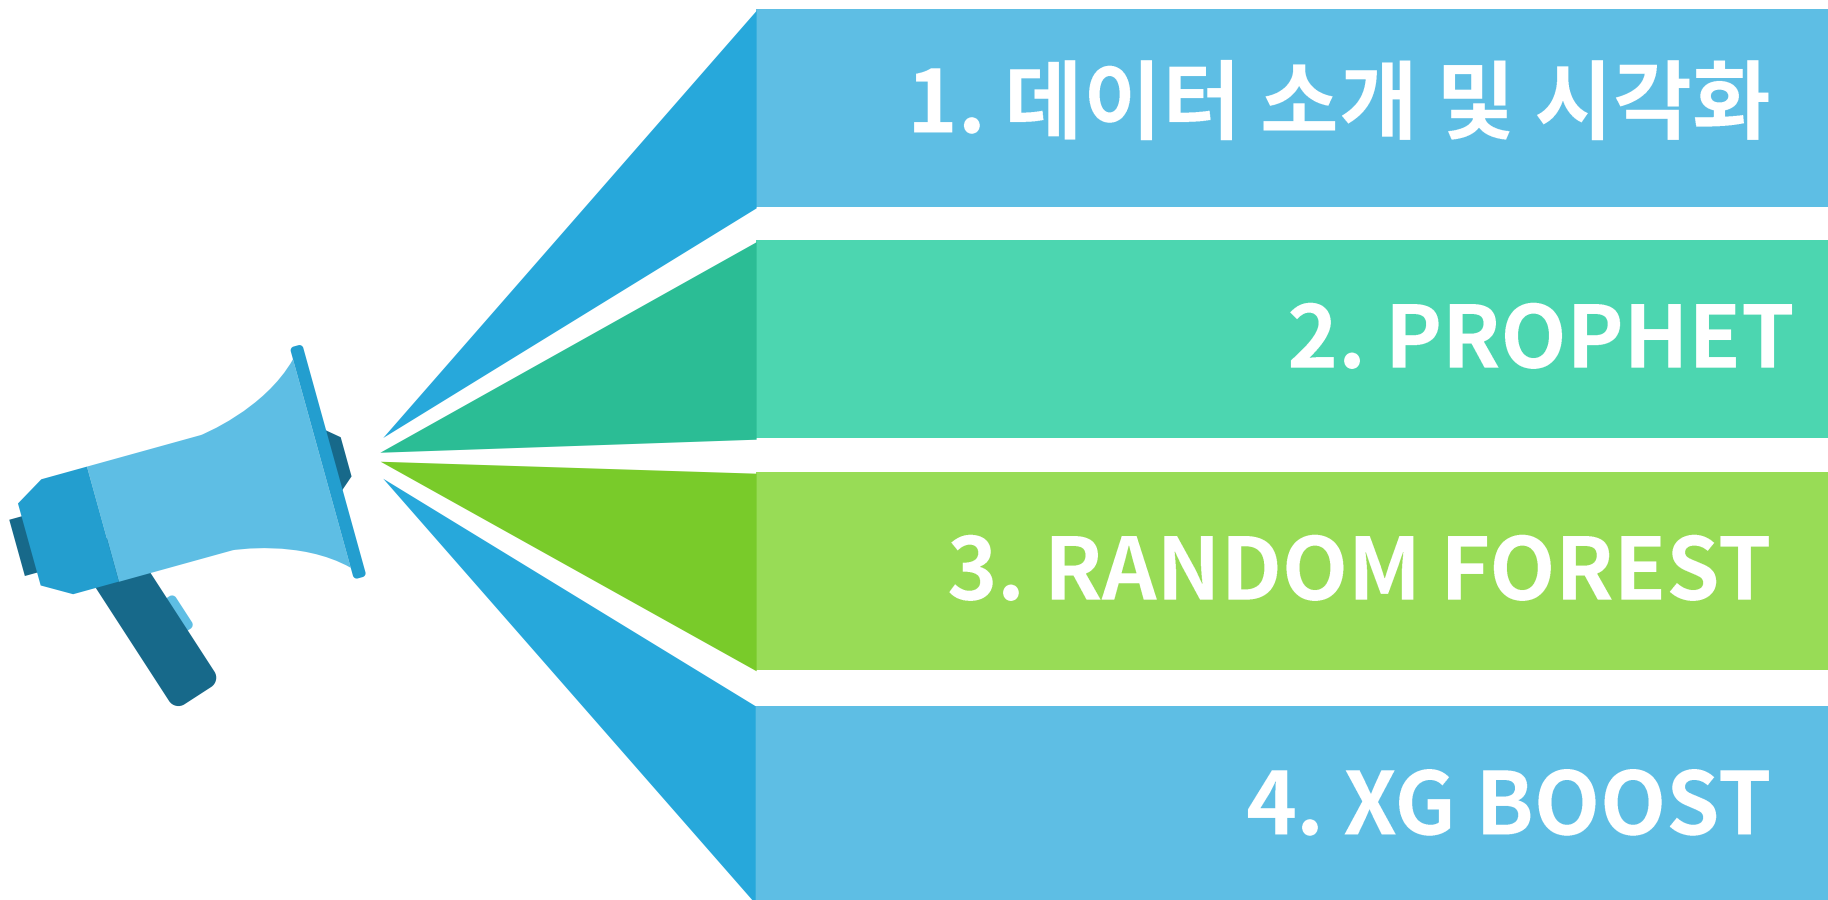 1. 데이터 소개 및 시각화
2. PROPHET
3. RANDOM FOREST
4. XG BOOST